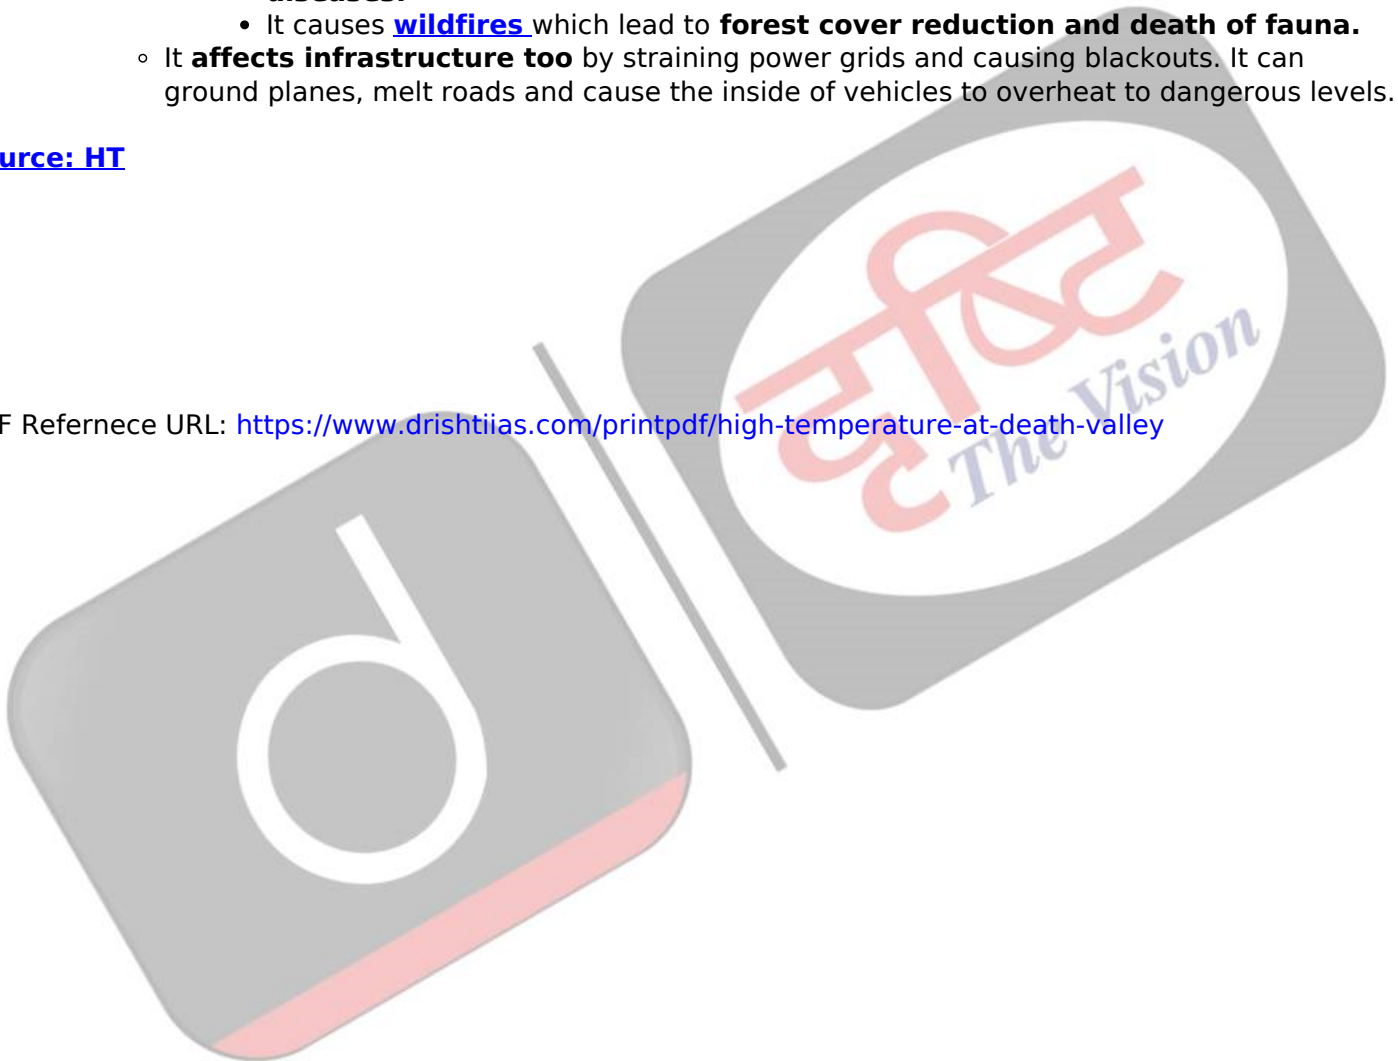 diseases.
• It causes wildfires which lead to forest cover reduction and death of fauna.
◦ It affects infrastructure too by straining power grids and causing blackouts. It can
ground planes, melt roads and cause the inside of vehicles to overheat to dangerous levels.
urce: HT
F Refernece URL: https://www.drishtiias.com/printpdf/high-temperature-at-death-valley
दृष्टि
The Vision
d